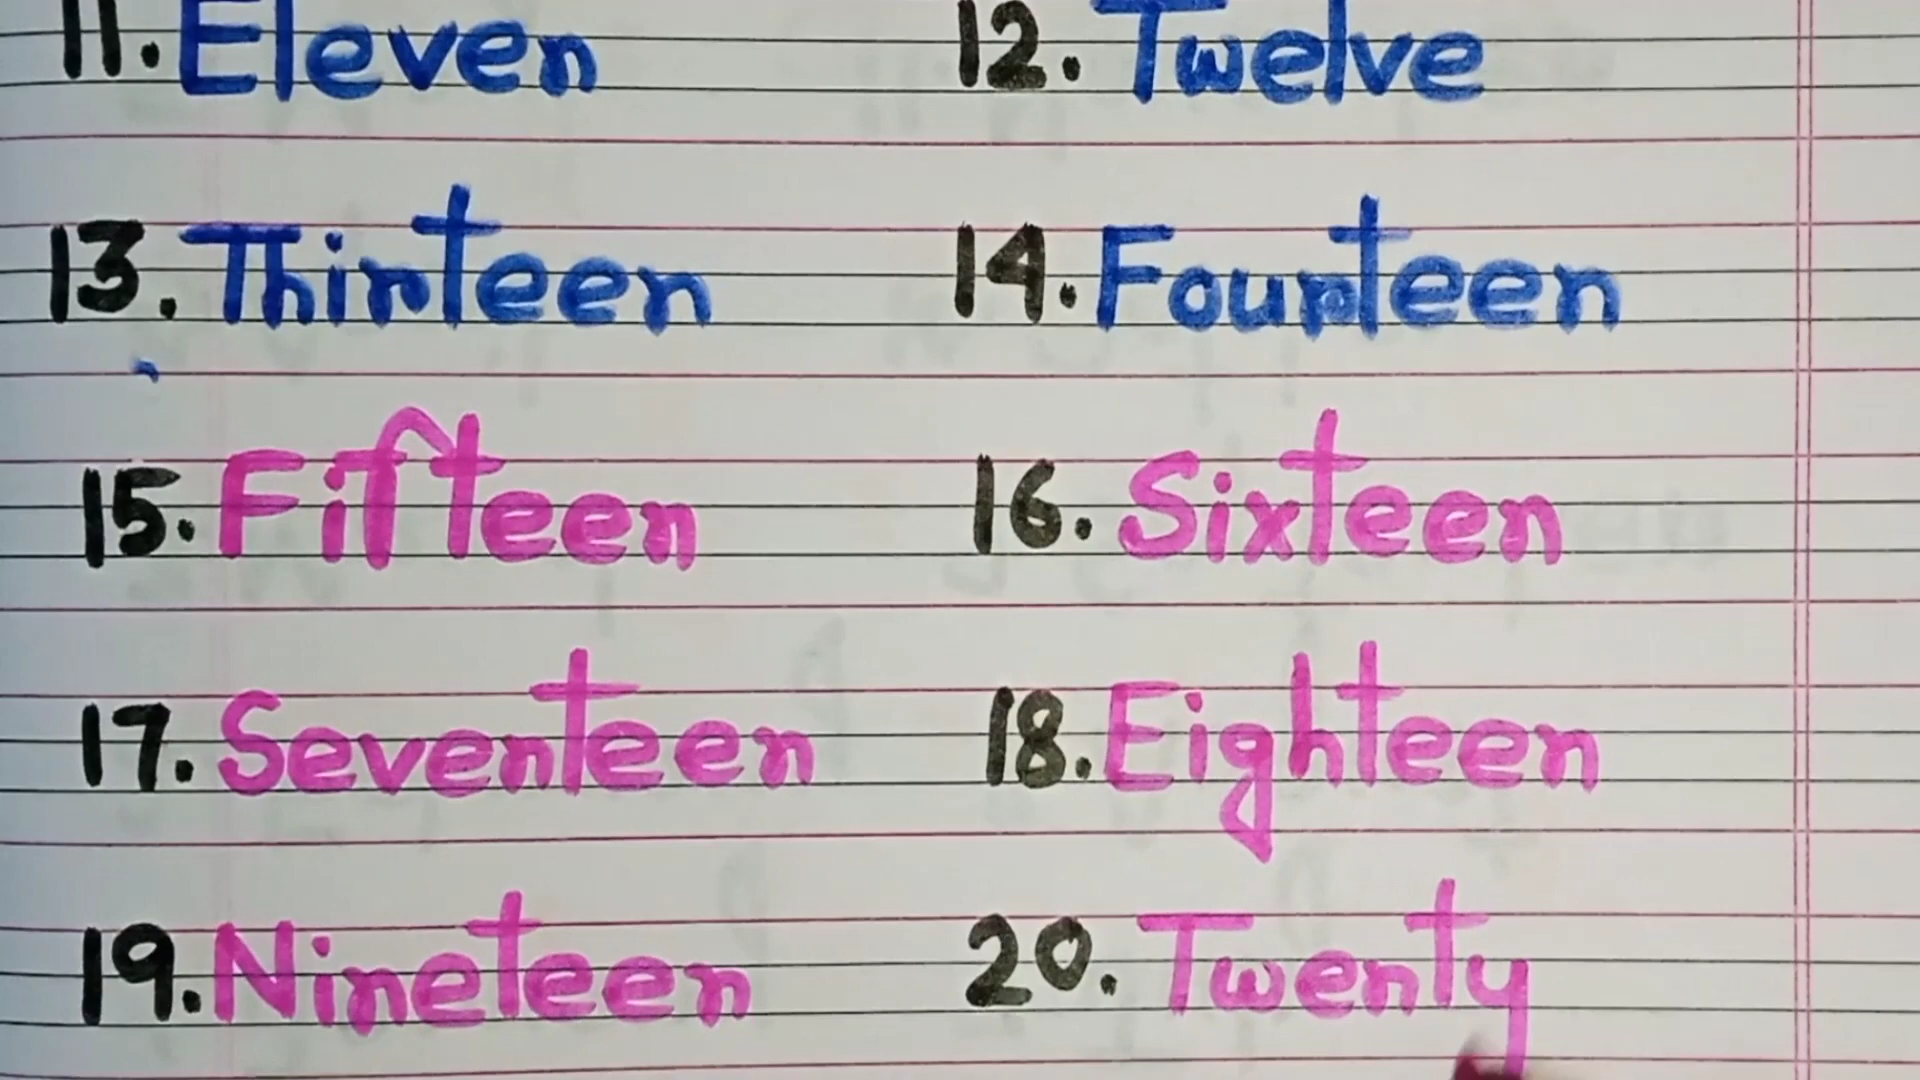 11. Eleven 12. Twelve
13. Thirteen 14. Fourteen
15. Fifteen 16. Sixteen
17. Seventeen 18. Eighteen
19. Nineteen 20. Twenty